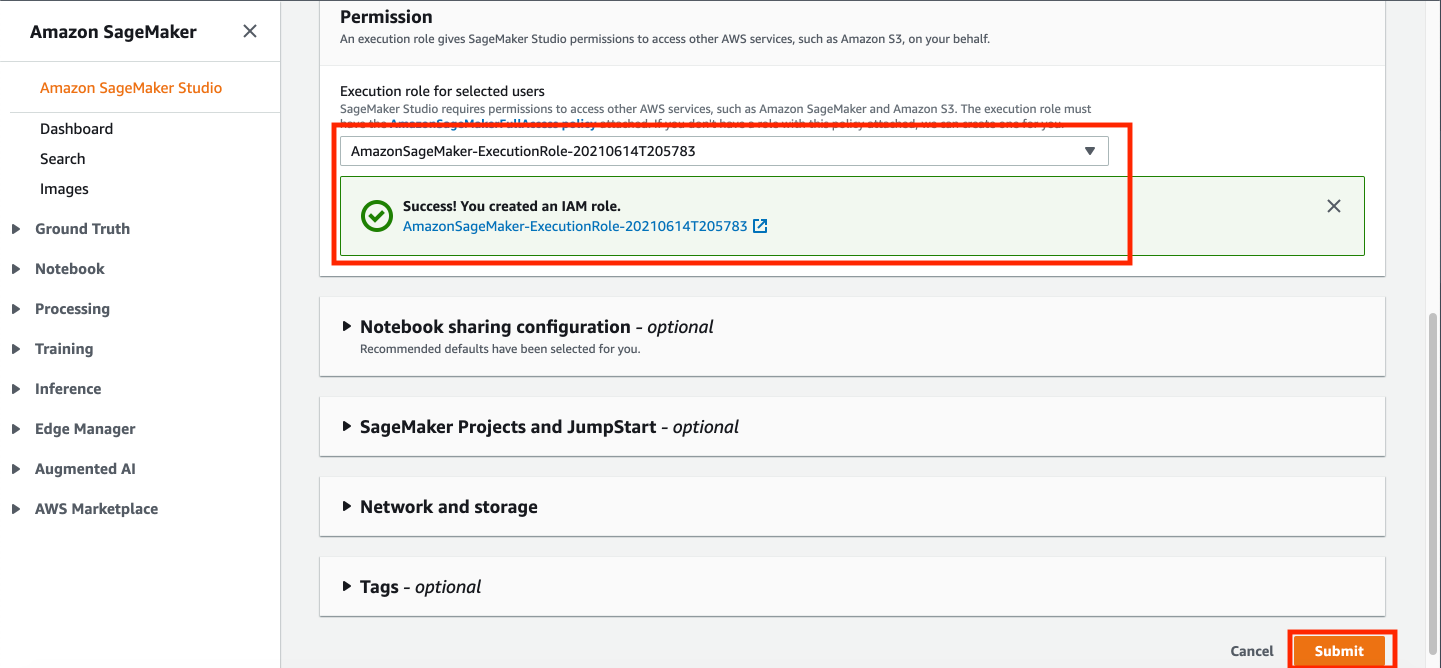 Amazon SageMaker
Amazon SageMaker Studio
Dashboard
Search
Images
Ground Truth
Notebook
Processing
Training
Inference
Edge Manager
Augmented AI
AWS Marketplace
Permission
An execution role gives SageMaker Studio permissions to access other AWS services, such as Amazon S3, on your behalf.
Execution role for selected users
SageMaker Studio requires permissions to access other AWS services, such as Amazon SageMaker and Amazon S3. The execution role must
have the AmazonSageMakerFullAccess policy attached. If you don't have a role with this policy attached, we can create one for you.
AmazonSageMaker-ExecutionRole-20210614T205783
Success! You created an IAM role.
AmazonSageMaker-ExecutionRole-20210614T205783
Notebook sharing configuration - optional
Recommended defaults have been selected for you.
SageMaker Projects and JumpStart - optional
Network and storage
Tags - optional
Cancel
Submit